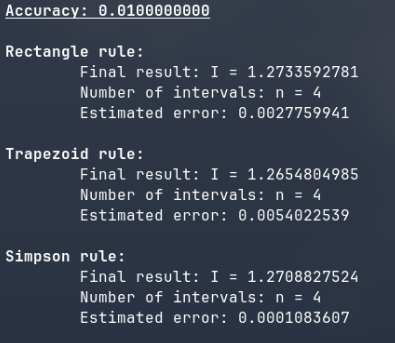 Accuracy: 0.0100000000
Rectangle rule:
Final result: I = 1.2733592781
Number of intervals: n = 4
Estimated error: 0.0027759941
Trapezoid rule:
Final result: I = 1.2654804985
Number of intervals: n = 4
Estimated error: 0.0054022539
Simpson rule:
Final result: I = 1.2708827524
Number of intervals: n = 4
Estimated error: 0.0001083607